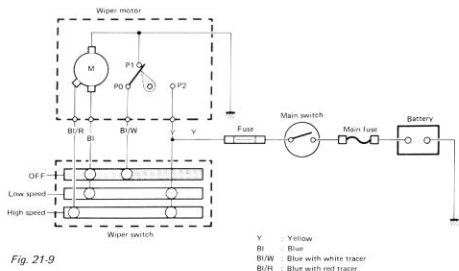 Wiper motor
M
P1
P0
P2
Bl/R
Bl
Bl/W
Y
Y
Fuse
Main switch
Main fuse
Battery
OFF
Low speed
High speed
Wiper switch
Y : Yellow
Bl : Blue
Bl/W : Blue with white tracer
Bl/R : Blue with red tracer
Fig. 21-9